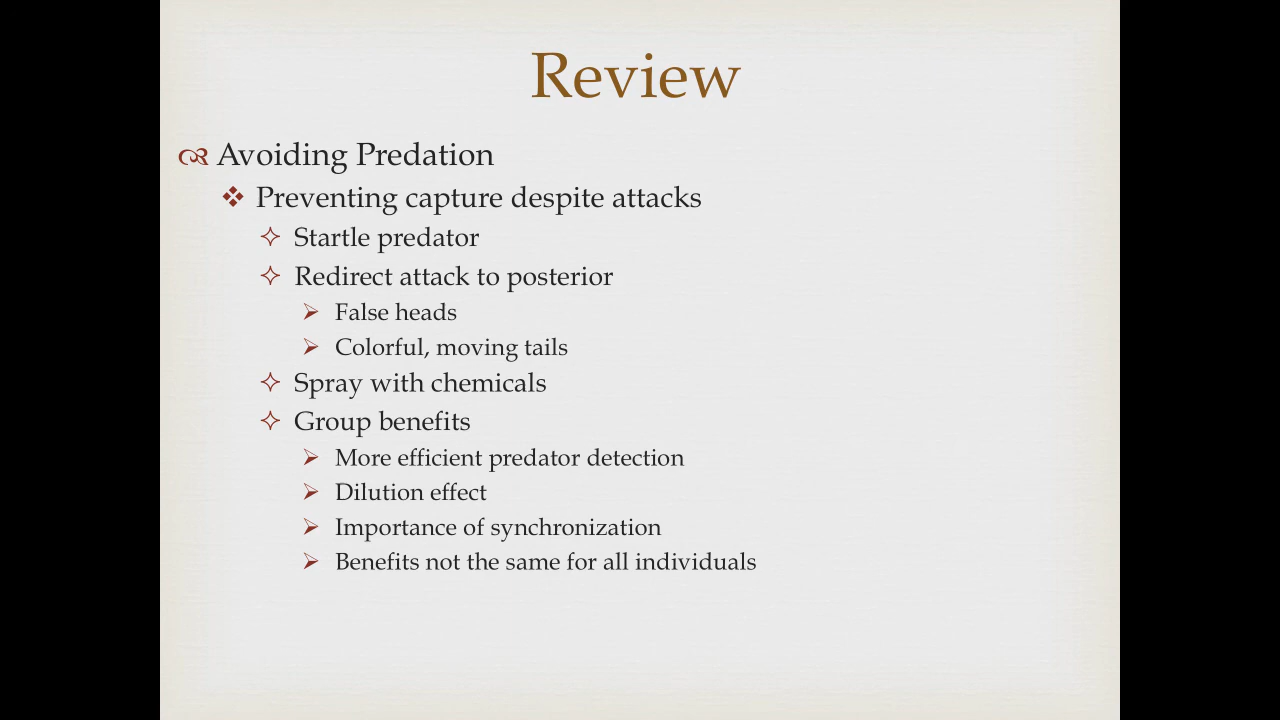 Review
Avoiding Predation
Preventing capture despite attacks
Startle predator
Redirect attack to posterior
False heads
Colorful, moving tails
Spray with chemicals
Group benefits
More efficient predator detection
Dilution effect
Importance of synchronization
Benefits not the same for all individuals